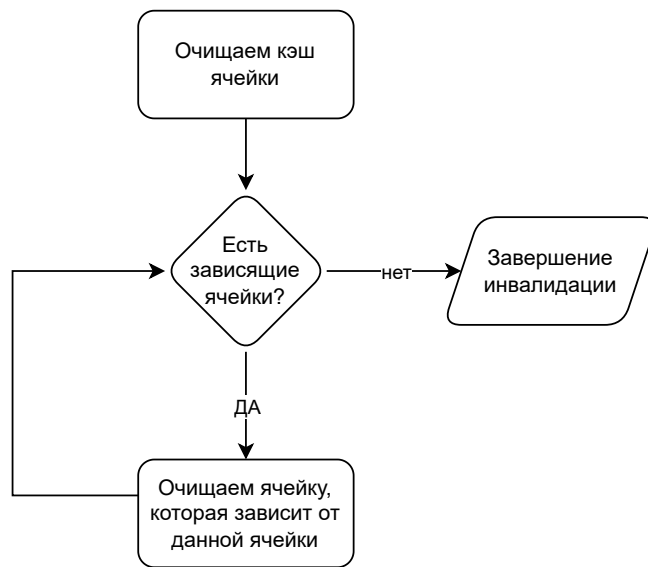 Очищаем кэш
ячейки
Есть
зависящие
ячейки?
нет
Завершение
инвалидации
ДА
Очищаем ячейку,
которая зависит от
данной ячейки